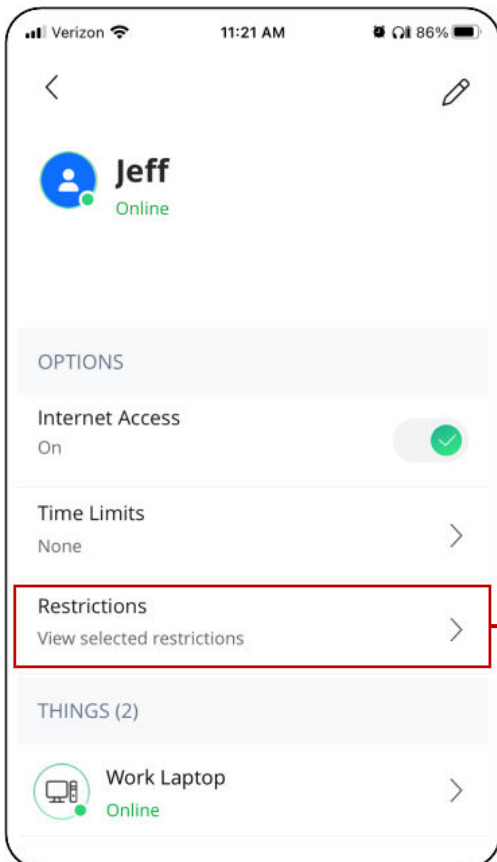 Verizon 11:21 AM 86%
Jeff
Online
OPTIONS
Internet Access
On
Time Limits
None
Restrictions
View selected restrictions
THINGS (2)
Work Laptop
Online